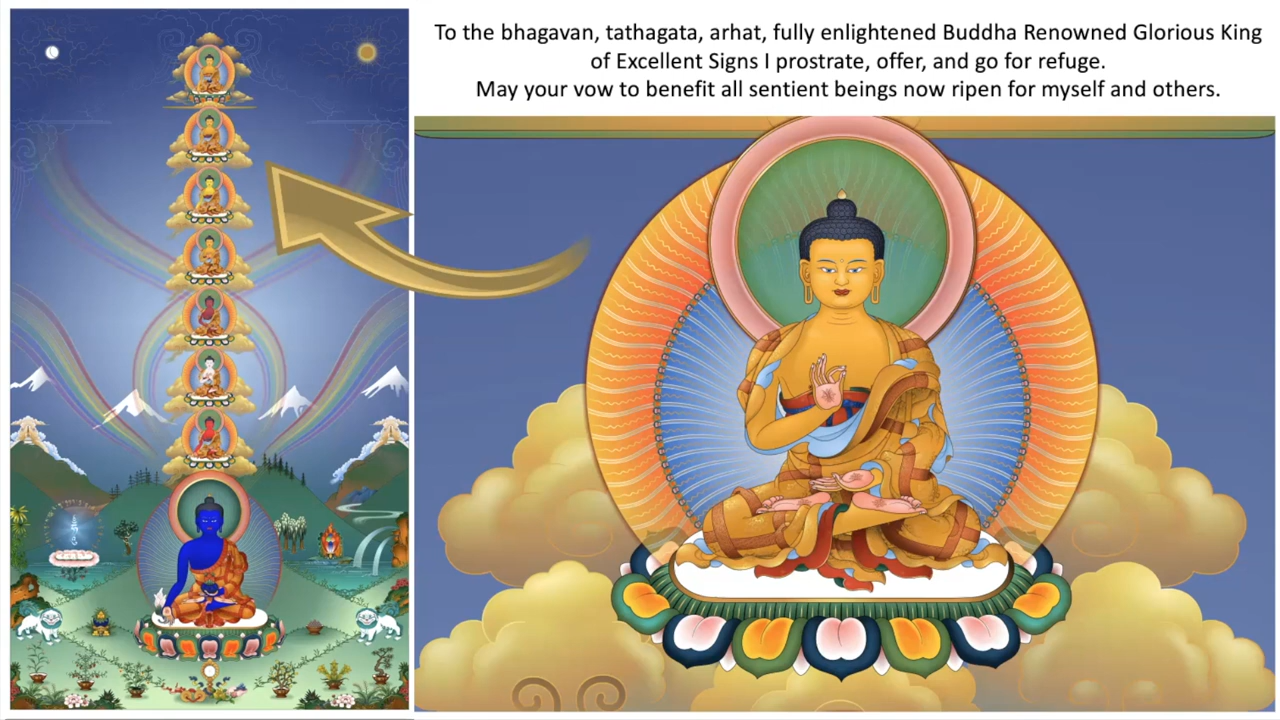 To the bhagavan, tathagata, arhat, fully enlightened Buddha Renowned Glorious King
of Excellent Signs I prostrate, offer, and go for refuge.
May your vow to benefit all sentient beings now ripen for myself and others.